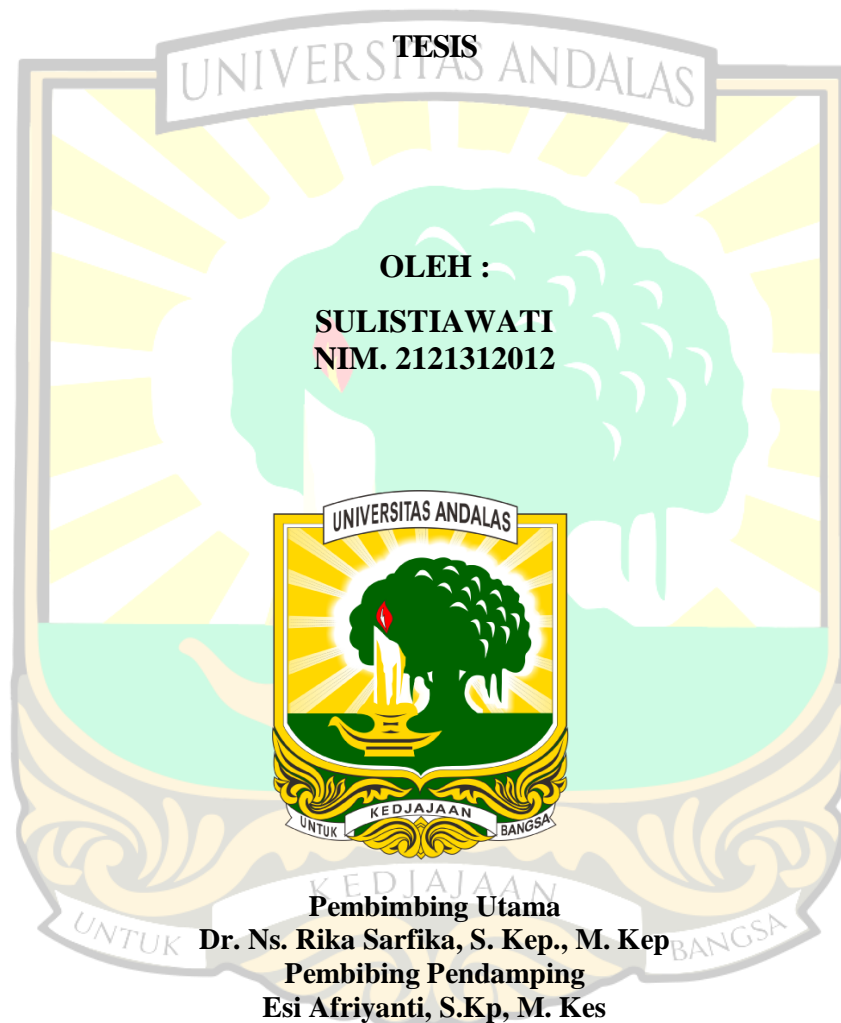 UNIVERSITAS ANDALAS
TESIS
OLEH :
SULISTIAWATI
NIM. 2121312012
UNIVERSITAS ANDALAS
UNTUK KEDJAJAAN BANGSA
KEDJAJAAN
Pembimbing Utama
UNTUK BANGSA
Dr. Ns. Rika Sarfika, S. Kep., M. Kep
Pembibing Pendamping
Esi Afriyanti, S.Kp, M. Kes